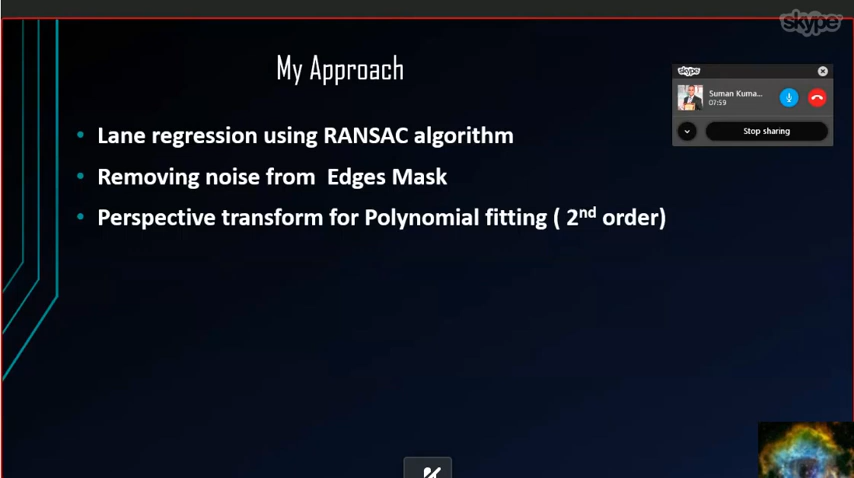 skype
My Approach
skype
Suman Kuma...
07:59
Stop sharing
• Lane regression using RANSAC algorithm
• Removing noise from Edges Mask
• Perspective transform for Polynomial fitting ( 2nd order)